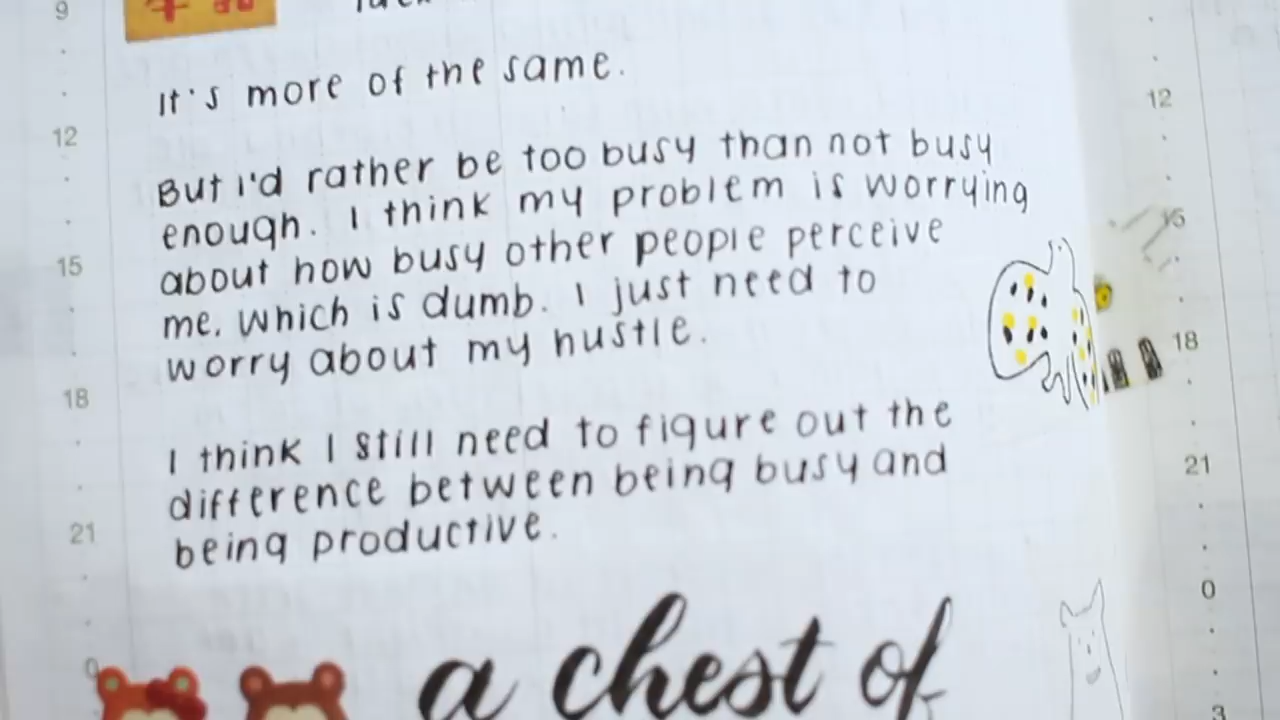 9
It's more of the same.
12
But I'd rather be too busy than not busy
enough. I think my problem is worrying
about how busy other people perceive
me. Which is dumb. I just need to
worry about my hustle.
15
18
I think I still need to figure out the
difference between being busy and
being productive.
21
0
a chest of
12
15
18
21
0
3